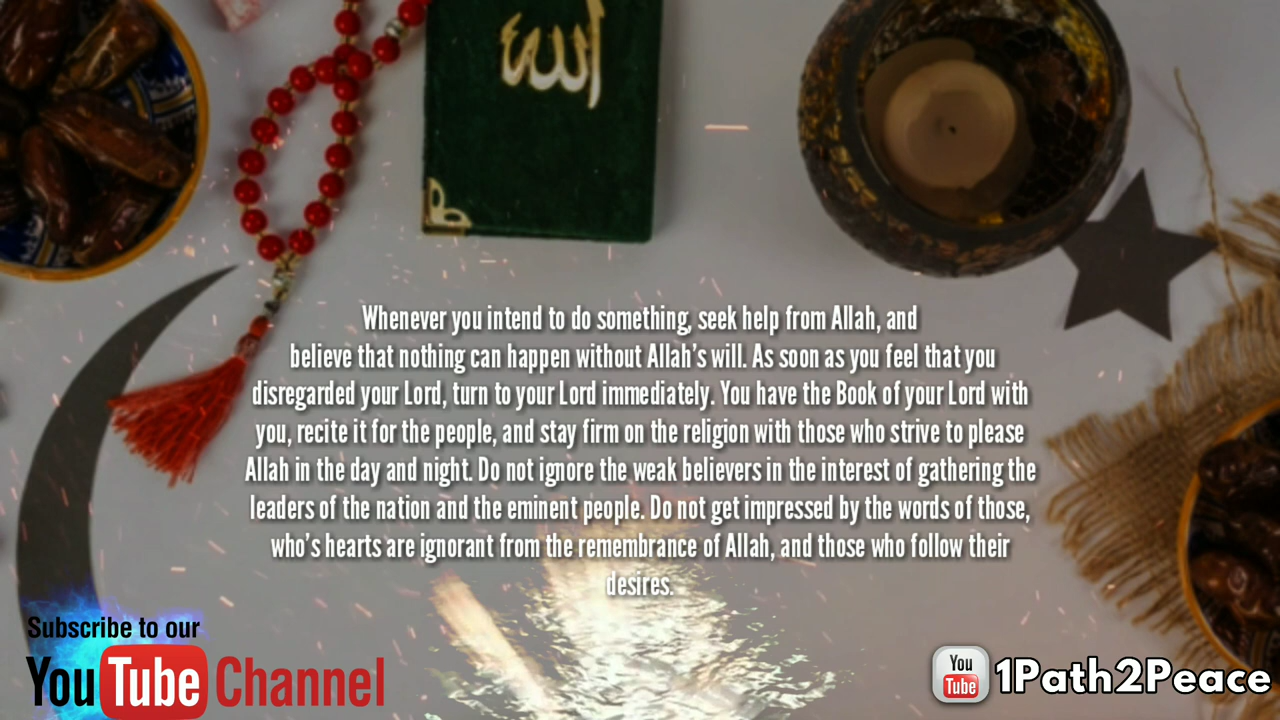 الله
Whenever you intend to do something, seek help from Allah, and
believe that nothing can happen without Allah's will. As soon as you feel that you
disregarded your Lord, turn to your Lord immediately. You have the Book of your Lord with
you, recite it for the people, and stay firm on the religion with those who strive to please
Allah in the day and night. Do not ignore the weak believers in the interest of gathering the
leaders of the nation and the eminent people. Do not get impressed by the words of those,
who's hearts are ignorant from the remembrance of Allah, and those who follow their
desires.
Subscribe to our
YouTube Channel
You
Tube
1Path2Peace